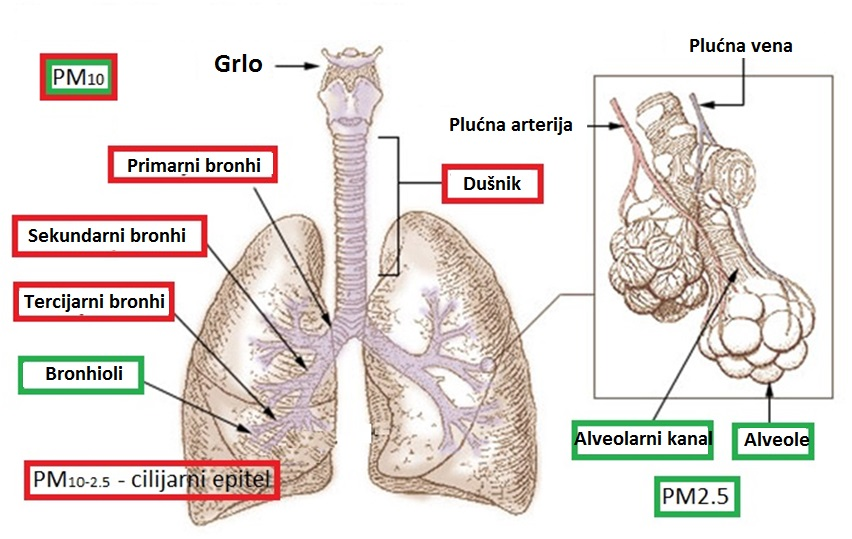 PM10
Grlo
Plućna vena
Plućna arterija
Primarni bronhi
Dušnik
Sekundarni bronhi
Tercijarni bronhi
Bronhioli
Alveolarni kanal
Alveole
PM10-2.5 - cilijarni epitel
PM2.5